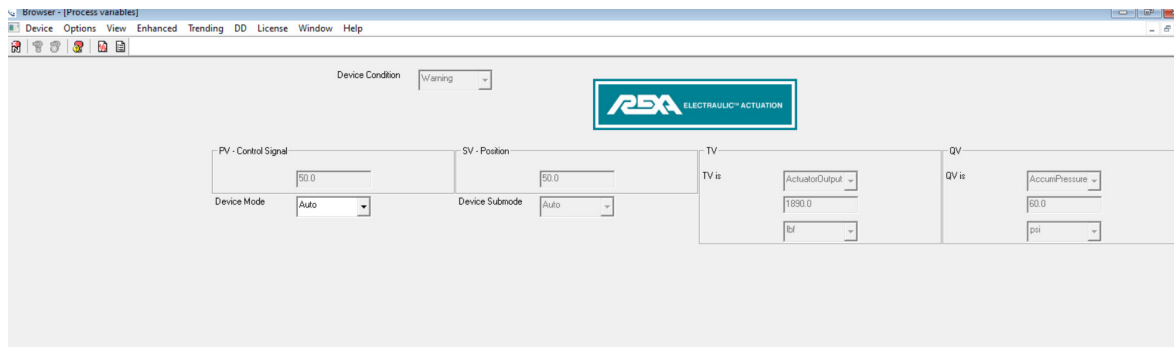 Browser - [Process variables]
Device Options View Enhanced Trending DD License Window Help
Device Condition Warning
REXA ELECTRAULIC™ ACTUATION
PV - Control Signal SV - Position TV QV
50.0 50.0 TV is ActuatorOutput QV is AccumPressure
Device Mode Auto Device Submode Auto 1890.0 60.0
lbf psi